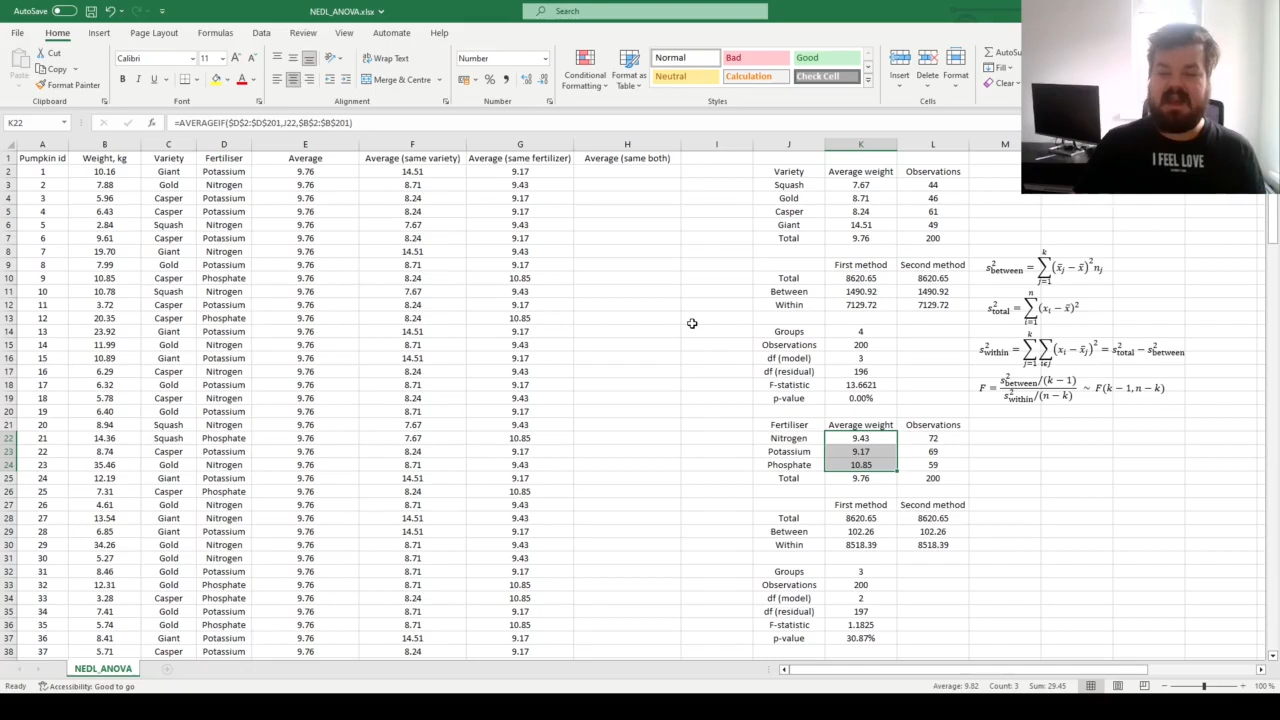 AutoSave NEDL_ANOVA.xlsx Search
File Home Insert Page Layout Formulas Data Review View Automate Help
Paste Cut Copy Format Painter Clipboard
Calibri 11 Font
Wrap Text Merge & Centre Alignment
Number Number
Conditional Formatting Format as Table Normal Bad Good Neutral Calculation Check Cell Styles
Insert Delete Format Cells
AutoSu Fill Clear
I FEEL LOVE
K22 =AVERAGEIF($D$2:$D$201,J22,$B$2:$B$201)
A B C D E F G H I J K L M
1 Pumpkin id Weight, kg Variety Fertiliser Average Average (same variety) Average (same fertilizer) Average (same both)
2 1 10.16 Giant Potassium 9.76 14.51 9.17 Variety Average weight Observations
3 2 7.88 Gold Nitrogen 9.76 8.71 9.43 Squash 7.67 44
4 3 5.96 Casper Potassium 9.76 8.24 9.17 Gold 8.71 46
5 4 6.43 Casper Potassium 9.76 8.24 9.17 Casper 8.24 61
6 5 2.84 Squash Nitrogen 9.76 7.67 9.43 Giant 14.51 49
7 6 9.61 Casper Potassium 9.76 8.24 9.17 Total 9.76 200
8 7 19.70 Giant Nitrogen 9.76 14.51 9.43
9 8 7.99 Gold Potassium 9.76 8.71 9.17 First method Second method
10 9 10.85 Casper Phosphate 9.76 8.24 10.85 Total 8620.65 8620.65
11 10 10.78 Squash Nitrogen 9.76 7.67 9.43 Between 1490.92 1490.92
12 11 3.72 Casper Potassium 9.76 8.24 9.17 Within 7129.72 7129.72
13 12 20.35 Casper Phosphate 9.76 8.24 10.85
14 13 23.92 Giant Potassium 9.76 14.51 9.17 Groups 4
15 14 11.99 Gold Nitrogen 9.76 8.71 9.43 Observations 200
16 15 10.89 Giant Potassium 9.76 14.51 9.17 df (model) 3
17 16 6.29 Casper Nitrogen 9.76 8.24 9.43 df (residual) 196
18 17 6.32 Gold Potassium 9.76 8.71 9.17 F-statistic 13.6621
19 18 5.78 Casper Nitrogen 9.76 8.24 9.43 p-value 0.00%
20 19 6.40 Gold Potassium 9.76 8.71 9.17
21 20 8.94 Squash Nitrogen 9.76 7.67 9.43 Fertiliser Average weight Observations
22 21 14.36 Squash Phosphate 9.76 7.67 10.85 Nitrogen 9.43 72
23 22 8.74 Casper Potassium 9.76 8.24 9.17 Potassium 9.17 69
24 23 35.46 Gold Nitrogen 9.76 8.71 9.43 Phosphate 10.85 59
25 24 12.19 Giant Potassium 9.76 14.51 9.17 Total 9.76 200
26 25 7.31 Casper Phosphate 9.76 8.24 10.85
27 26 4.61 Gold Nitrogen 9.76 8.71 9.43 First method Second method
28 27 13.54 Giant Nitrogen 9.76 14.51 9.43 Total 8620.65 8620.65
29 28 6.85 Giant Potassium 9.76 14.51 9.17 Between 102.26 102.26
30 29 34.26 Gold Nitrogen 9.76 8.71 9.43 Within 8518.39 8518.39
31 30 5.27 Gold Nitrogen 9.76 8.71 9.43
32 31 8.46 Gold Potassium 9.76 8.71 9.17 Groups 3
33 32 12.31 Gold Phosphate 9.76 8.71 10.85 Observations 200
34 33 3.28 Casper Potassium 9.76 8.24 9.17 df (model) 2
35 34 7.41 Gold Potassium 9.76 8.71 9.17 df (residual) 197
36 35 5.74 Gold Phosphate 9.76 8.71 10.85 F-statistic 1.1825
37 36 8.41 Giant Potassium 9.76 14.51 9.17 p-value 30.87%
38 37 5.71 Casper Potassium 9.76 8.24 9.17
s²between = ∑ᵏj=1 (x̄j − x̄)² nj
s²total = ∑ⁿi=1 (xi − x̄)²
s²within = ∑ᵏj=1 ∑i∈j (xi − x̄j)² = s²total − s²between
F = s²between/(k − 1) / s²within/(n − k) ~ F(k − 1, n − k)
NEDL_ANOVA
Ready Accessibility: Good to go Average: 9.82 Count: 3 Sum: 29.45 100 %